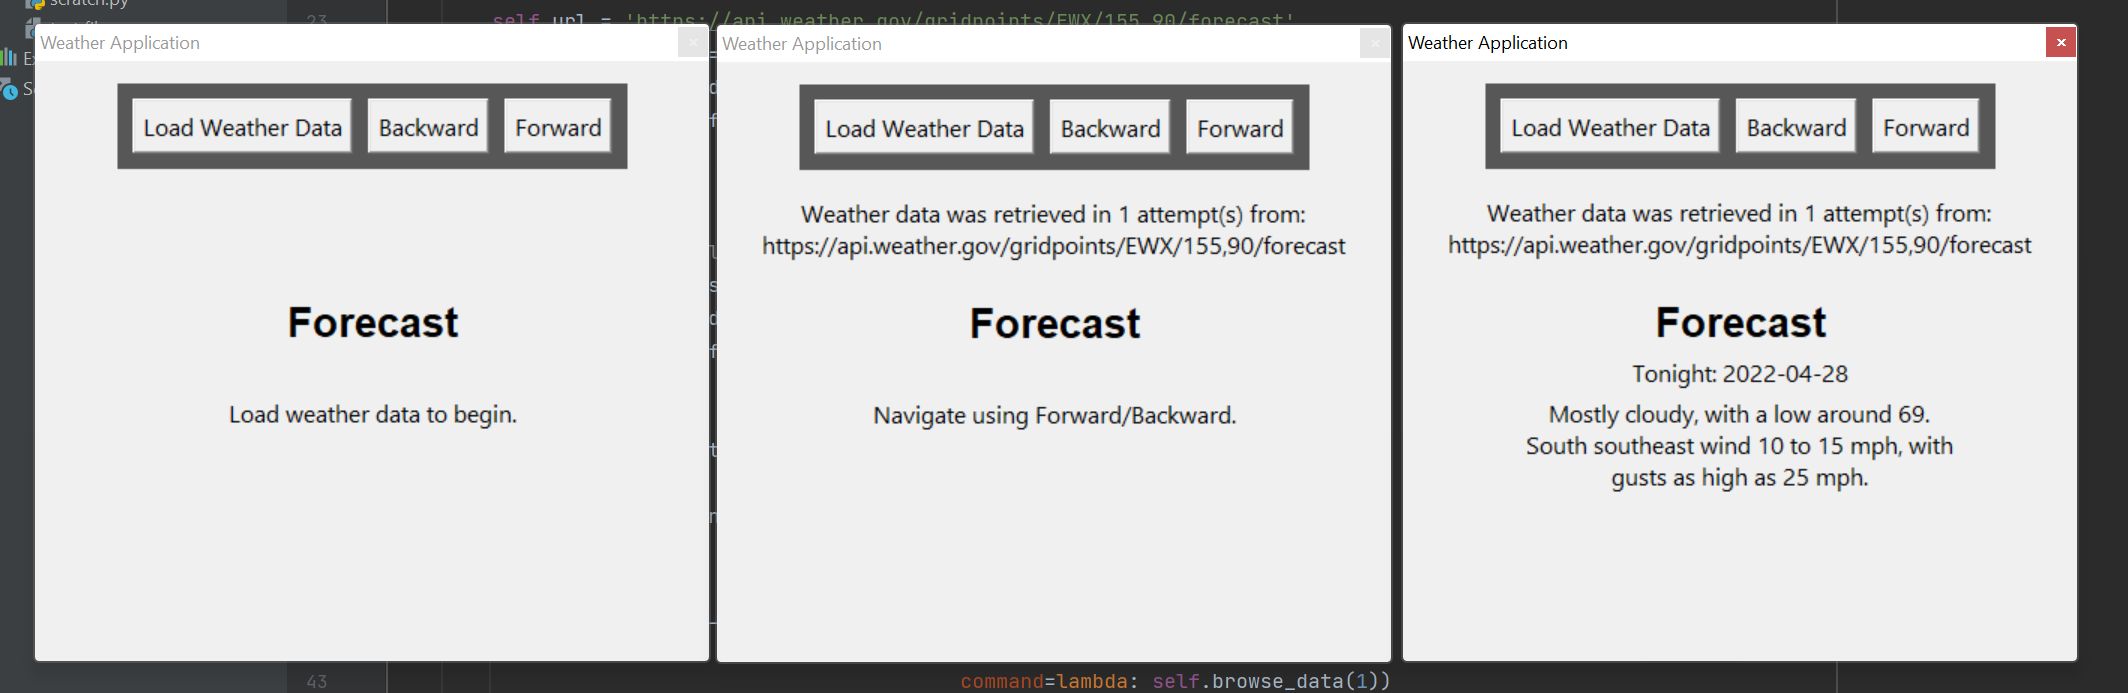 scratch.py
23 self.url = 'https://api.weather.gov/gridpoints/EWX/155,90/forecast'
Weather Application
Load Weather Data Backward Forward
Forecast
Load weather data to begin.
Weather Application
Load Weather Data Backward Forward
Weather data was retrieved in 1 attempt(s) from:
https://api.weather.gov/gridpoints/EWX/155,90/forecast
Forecast
Navigate using Forward/Backward.
Weather Application
Load Weather Data Backward Forward
Weather data was retrieved in 1 attempt(s) from:
https://api.weather.gov/gridpoints/EWX/155,90/forecast
Forecast
Tonight: 2022-04-28
Mostly cloudy, with a low around 69.
South southeast wind 10 to 15 mph, with
gusts as high as 25 mph.
43 command=lambda: self.browse_data(1))